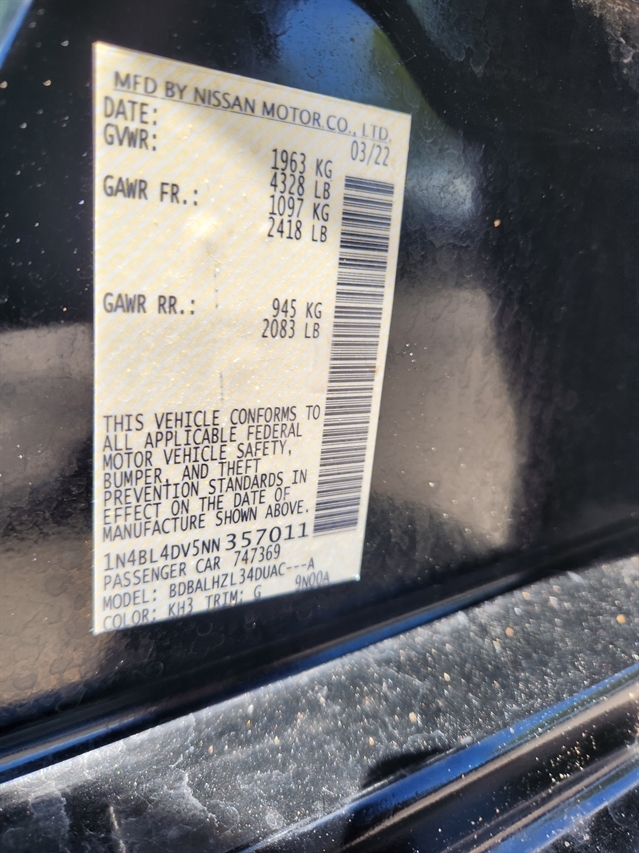 MFD BY NISSAN MOTOR CO., LTD.
DATE: 03/22
GVWR: 1963 KG
4328 LB
GAWR FR.: 1097 KG
2418 LB
GAWR RR.: 945 KG
2083 LB
THIS VEHICLE CONFORMS TO
ALL APPLICABLE FEDERAL
MOTOR VEHICLE SAFETY,
BUMPER, AND THEFT
PREVENTION STANDARDS IN
EFFECT ON THE DATE OF
MANUFACTURE SHOWN ABOVE.
1N4BL4DV5NN357011
PASSENGER CAR 747369
MODEL: BDBALHZL34DUAC---A
COLOR: KH3 TRIM: G 9N00A